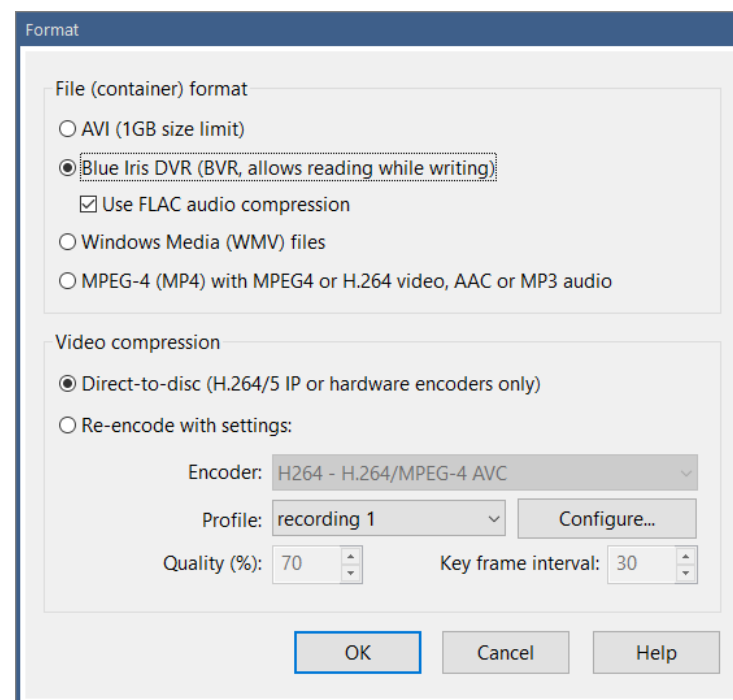 Format
File (container) format
AVI (1GB size limit)
Blue Iris DVR (BVR, allows reading while writing)
Use FLAC audio compression
Windows Media (WMV) files
MPEG-4 (MP4) with MPEG4 or H.264 video, AAC or MP3 audio
Video compression
Direct-to-disc (H.264/5 IP or hardware encoders only)
Re-encode with settings:
Encoder: H264 - H.264/MPEG-4 AVC
Profile: recording 1 Configure...
Quality (%): 70 Key frame interval: 30
OK Cancel Help